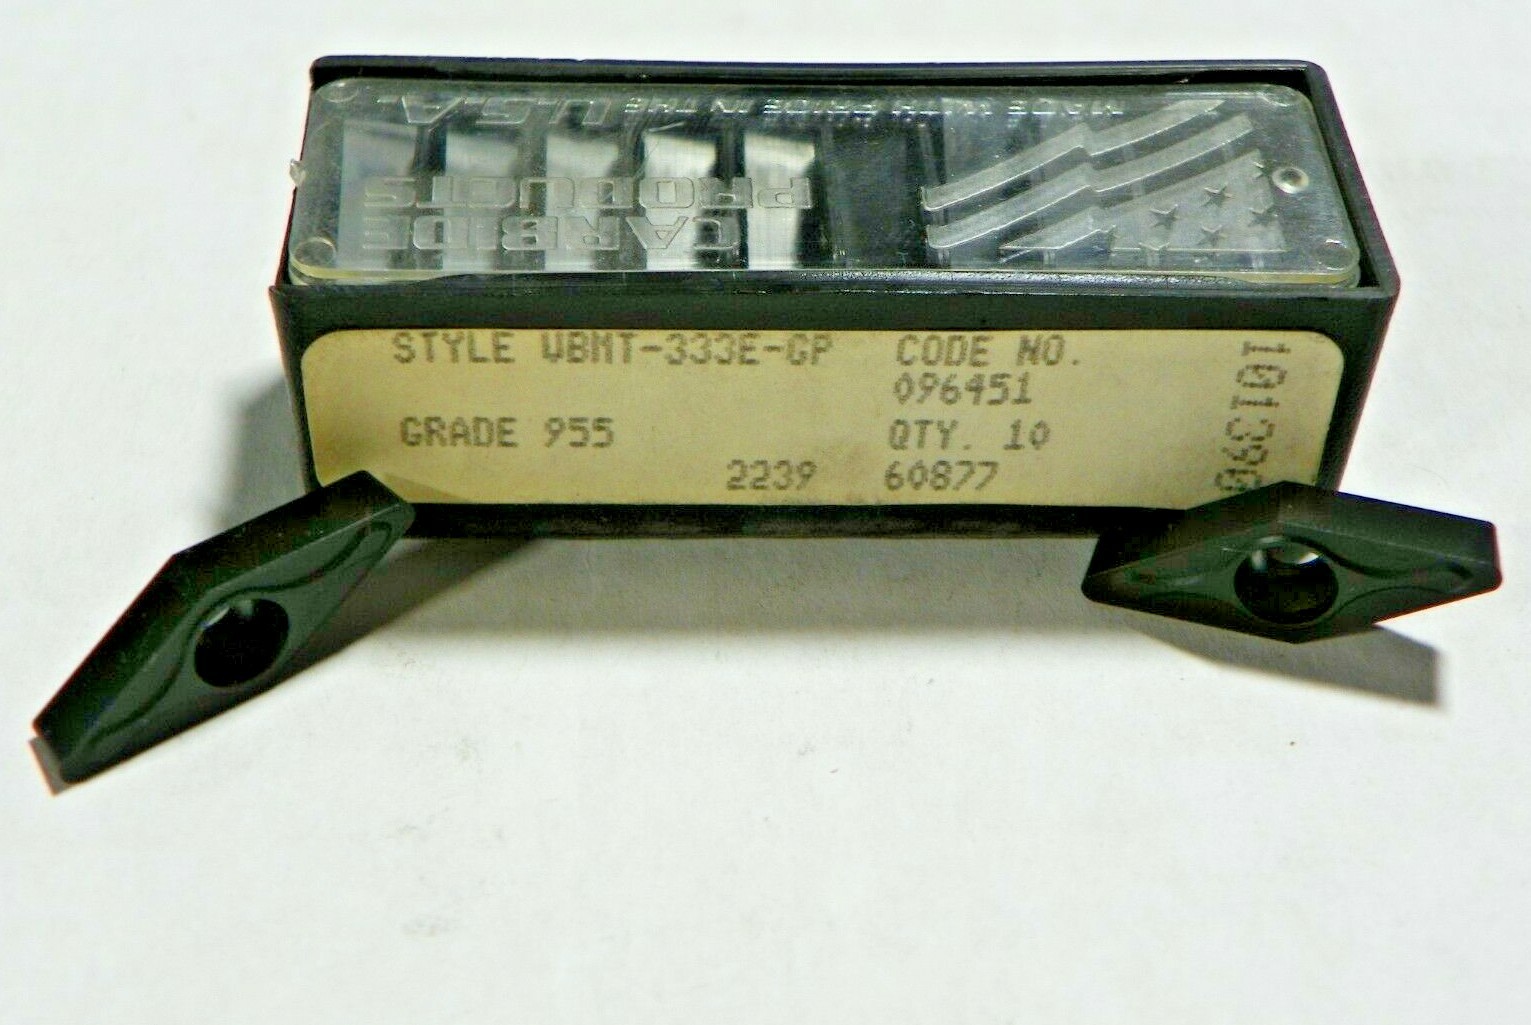 MADE WITH PRIDE IN THE U.S.A.
CARBIDE
PRODUCTS
STYLE VBMT-333E-GP
CODE NO.
096451
GRADE 955
QTY. 10
2239 60877